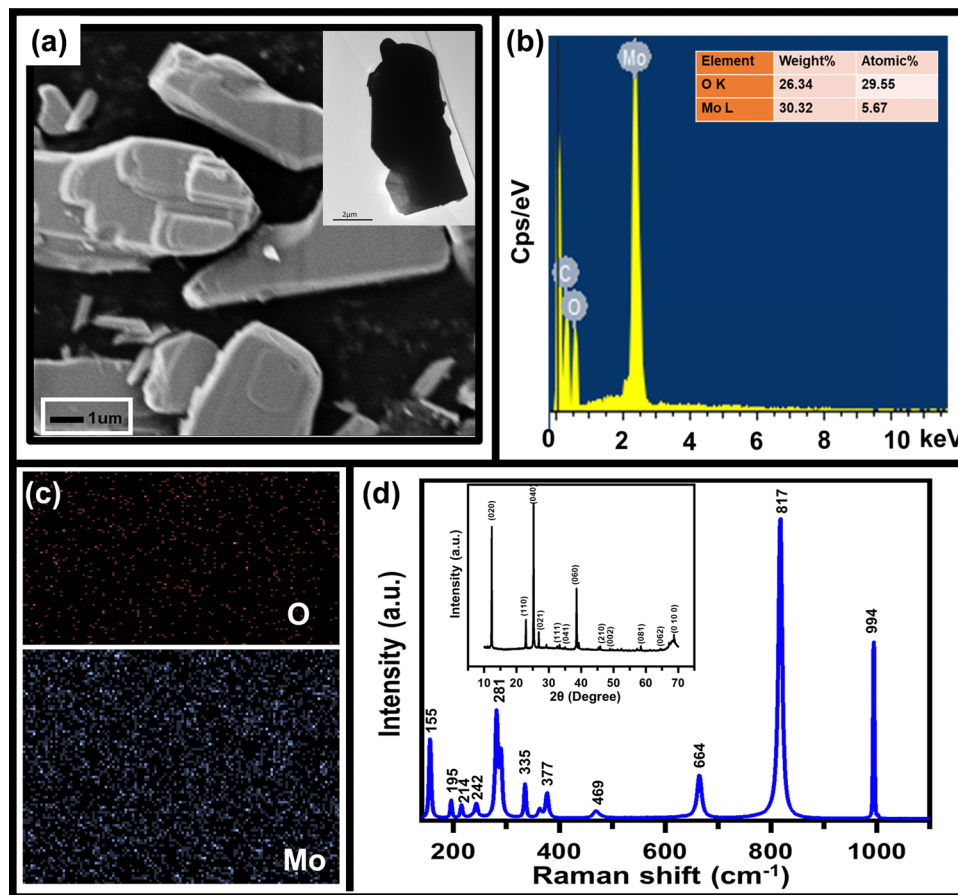 (a)
2μm
1um
(b)
Mo
C
O
Element Weight% Atomic%
O K 26.34 29.55
Mo L 30.32 5.67
Cps/eV
0 2 4 6 8 10 keV
(c)
O
Mo
(d)
Intensity (a.u.)
155
195
214
242
281
335
377
469
664
817
994
200 400 600 800 1000
Raman shift (cm-1)
Intensity (a.u.)
(020)
(110)
(040)
(021)
(111)
(041)
(060)
(210)
(002)
(081)
(062)
(0 10 0)
10 20 30 40 50 60 70
2θ (Degree)